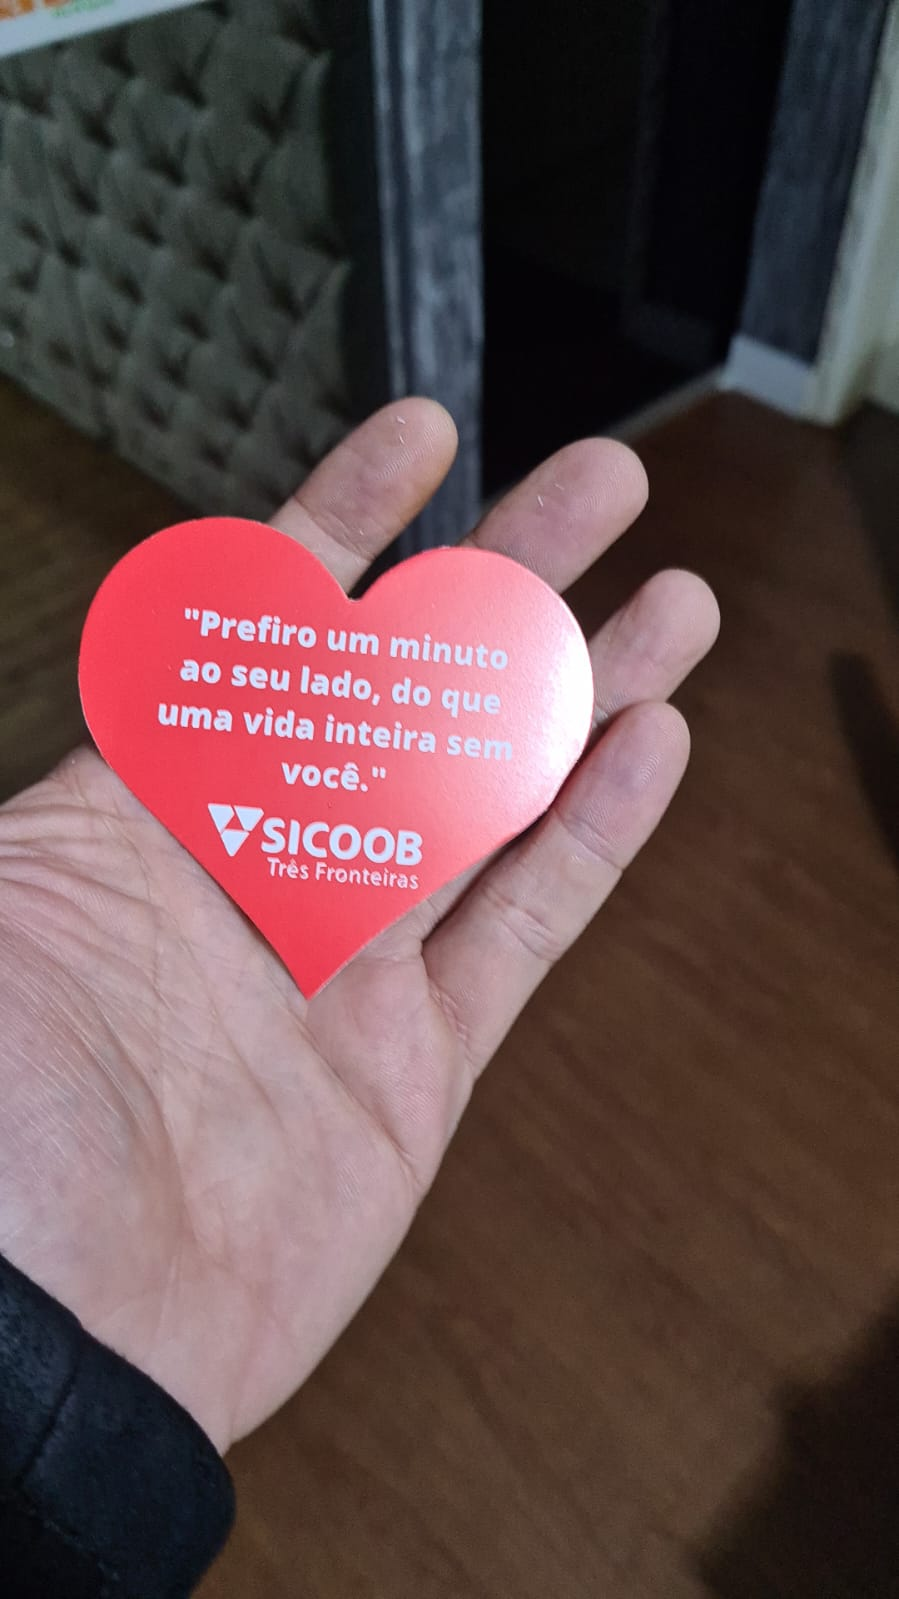 "Prefiro um minuto
ao seu lado, do que
uma vida inteira sem
você."
SICOOB
Três Fronteiras